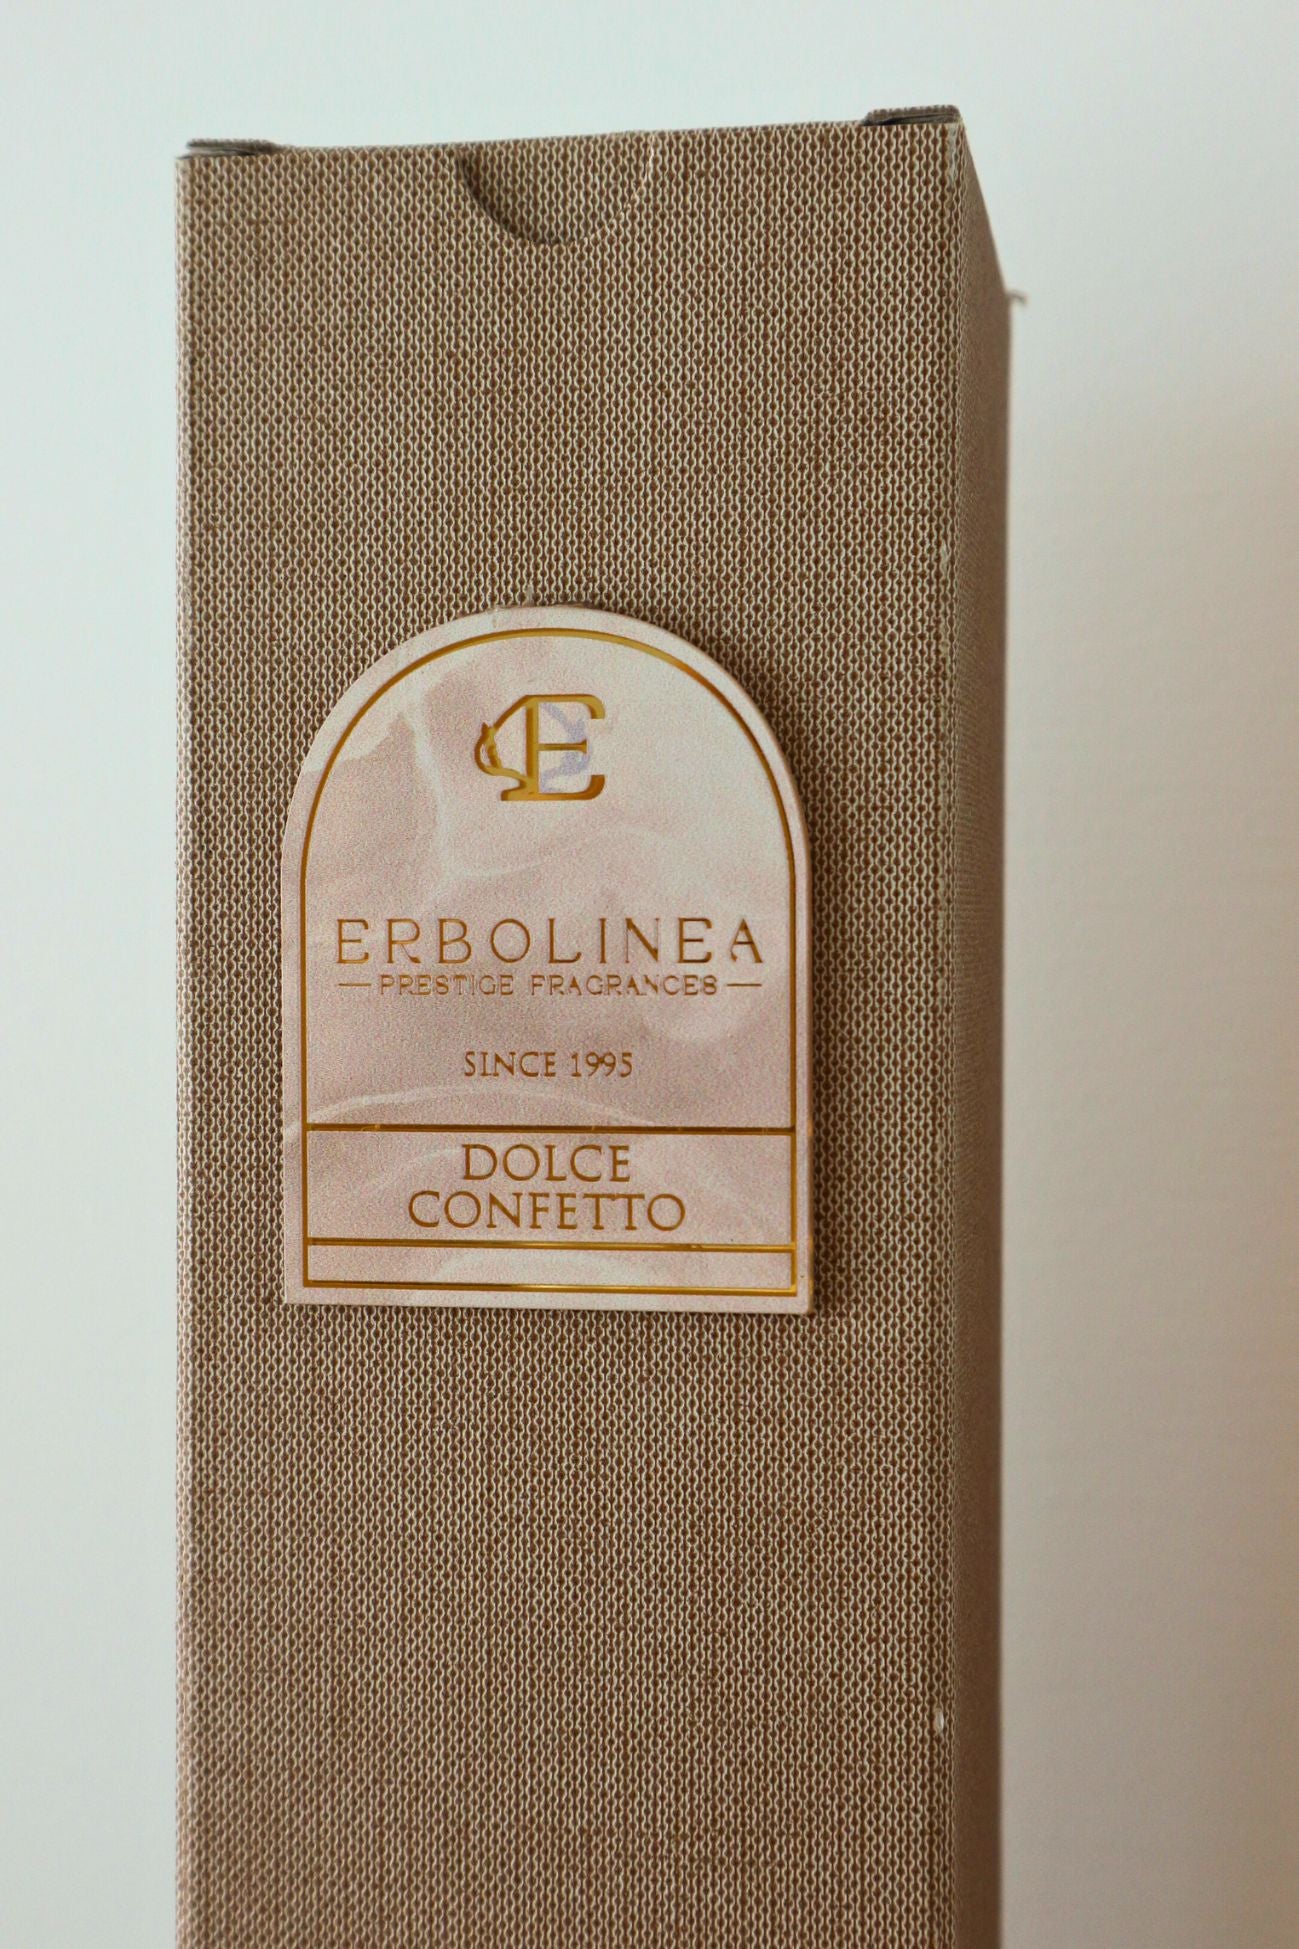 E
ERBOLINEA
PRESTIGE FRAGRANCES
SINCE 1995
DOLCE
CONFETTO